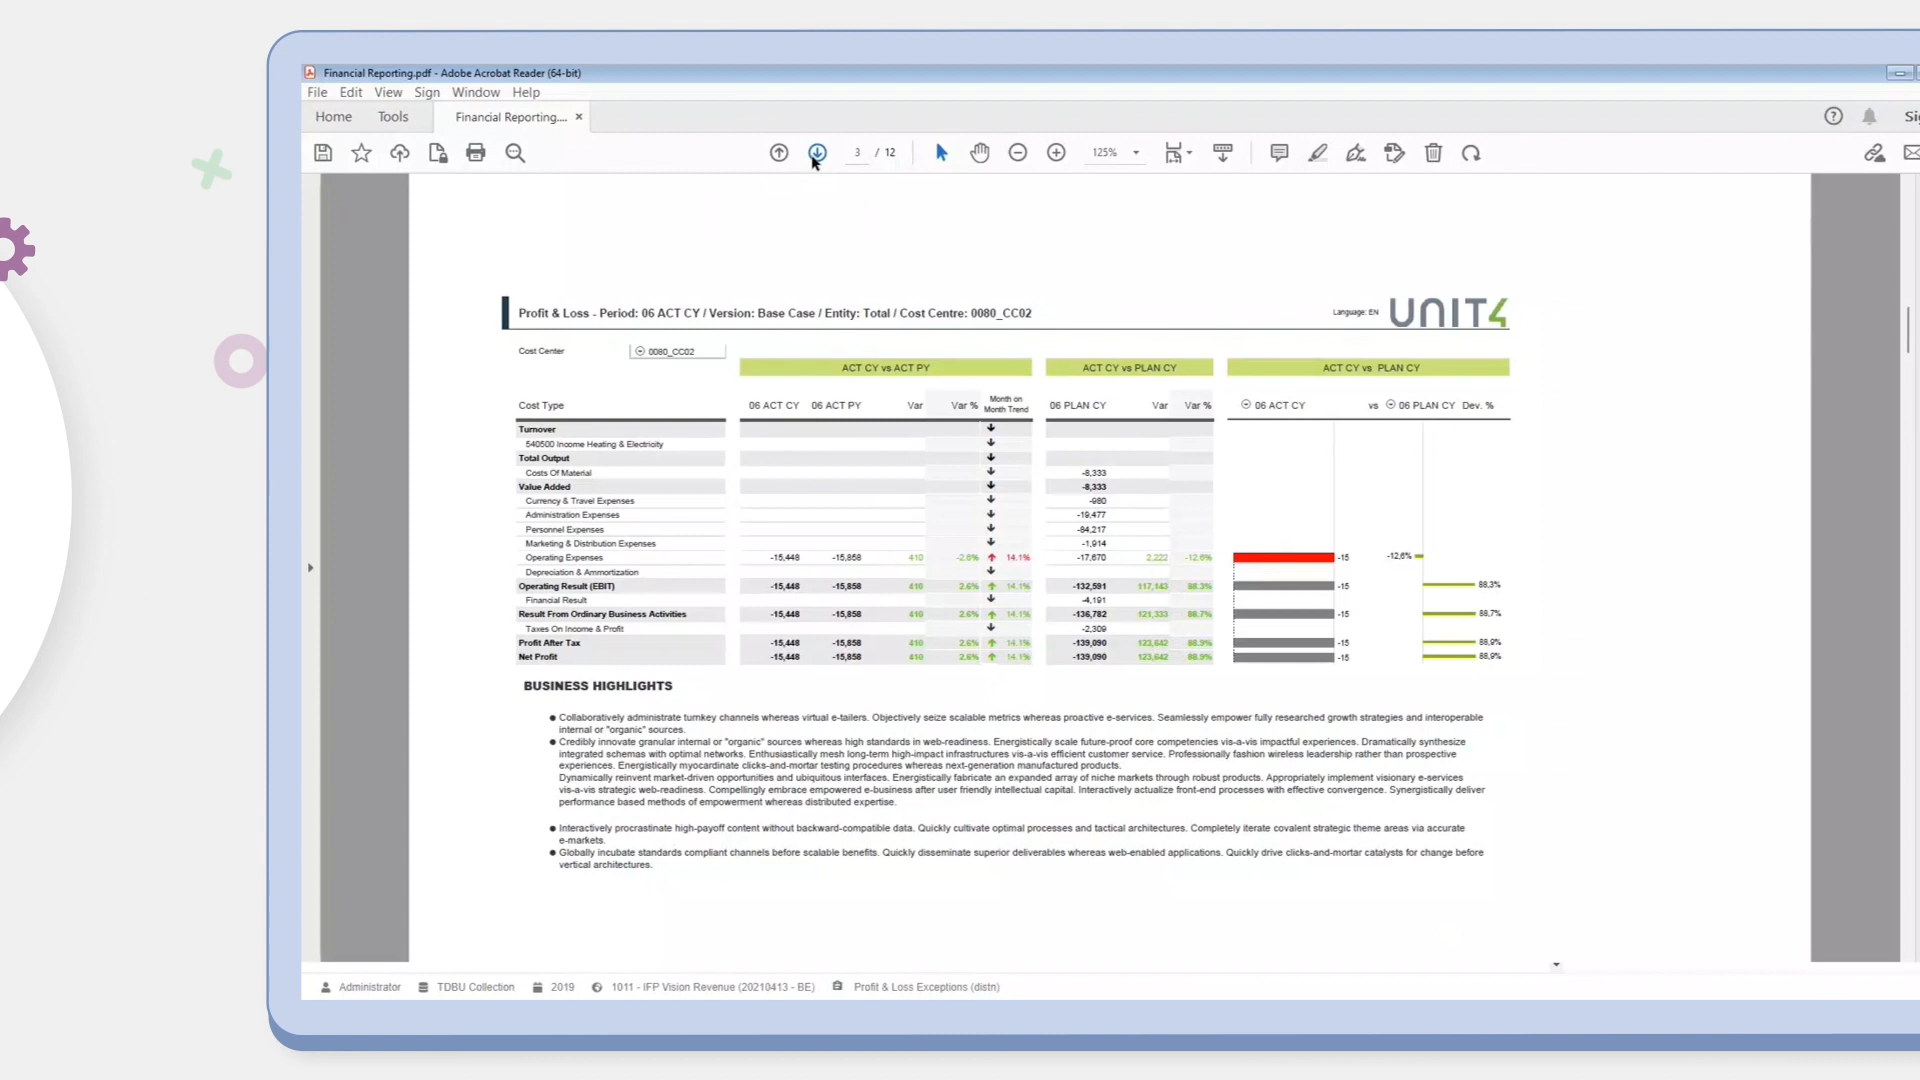 Financial Reporting.pdf - Adobe Acrobat Reader (64-bit)
File Edit View Sign Window Help
Home Tools Financial Reporting.... ×
3 / 12 125%
Profit & Loss - Period: 06 ACT CY / Version: Base Case / Entity: Total / Cost Centre: 0080_CC02
Language: EN UNIT4
Cost Center 0080_CC02
ACT CY vs ACT PY ACT CY vs PLAN CY ACT CY vs PLAN CY
Cost Type 06 ACT CY 06 ACT PY Var Var % Month on Month Trend 06 PLAN CY Var Var % 06 ACT CY vs 06 PLAN CY Dev. %
Turnover
540500 Income Heating & Electricity
Total Output
Costs Of Material -8,333
Value Added -8,333
Currency & Travel Expenses -980
Administration Expenses -19,477
Personnel Expenses -84,217
Marketing & Distribution Expenses -1,914
Operating Expenses -15,448 -15,858 410 -2.6% 14.1% -17,670 2,222 -12.6% -15 -12,6%
Depreciation & Ammortization
Operating Result (EBIT) -15,448 -15,858 410 2.6% 14.1% -132,591 117,143 88.3% -15 88,3%
Financial Result -4,191
Result From Ordinary Business Activities -15,448 -15,858 410 2.6% 14.1% -136,782 121,333 88.7% -15 88,7%
Taxes On Income & Profit -2,309
Profit After Tax -15,448 -15,858 410 2.6% 14.1% -139,090 123,642 88.9% -15 88,9%
Net Profit -15,448 -15,858 410 2.6% 14.1% -139,090 123,642 88.9% -15 88,9%
BUSINESS HIGHLIGHTS
● Collaboratively administrate turnkey channels whereas virtual e-tailers. Objectively seize scalable metrics whereas proactive e-services. Seamlessly empower fully researched growth strategies and interoperable
internal or "organic" sources.
● Credibly innovate granular internal or "organic" sources whereas high standards in web-readiness. Energistically scale future-proof core competencies vis-a-vis impactful experiences. Dramatically synthesize
integrated schemas with optimal networks. Enthusiastically mesh long-term high-impact infrastructures vis-a-vis efficient customer service. Professionally fashion wireless leadership rather than prospective
experiences. Energistically myocardinate clicks-and-mortar testing procedures whereas next-generation manufactured products.
Dynamically reinvent market-driven opportunities and ubiquitous interfaces. Energistically fabricate an expanded array of niche markets through robust products. Appropriately implement visionary e-services
vis-a-vis strategic web-readiness. Compellingly embrace empowered e-business after user friendly intellectual capital. Interactively actualize front-end processes with effective convergence. Synergistically deliver
performance based methods of empowerment whereas distributed expertise.
● Interactively procrastinate high-payoff content without backward-compatible data. Quickly cultivate optimal processes and tactical architectures. Completely iterate covalent strategic theme areas via accurate
e-markets.
● Globally incubate standards compliant channels before scalable benefits. Quickly disseminate superior deliverables whereas web-enabled applications. Quickly drive clicks-and-mortar catalysts for change before
vertical architectures.
Administrator TDBU Collection 2019 1011 - IFP Vision Revenue (20210413 - BE) Profit & Loss Exceptions (distn)